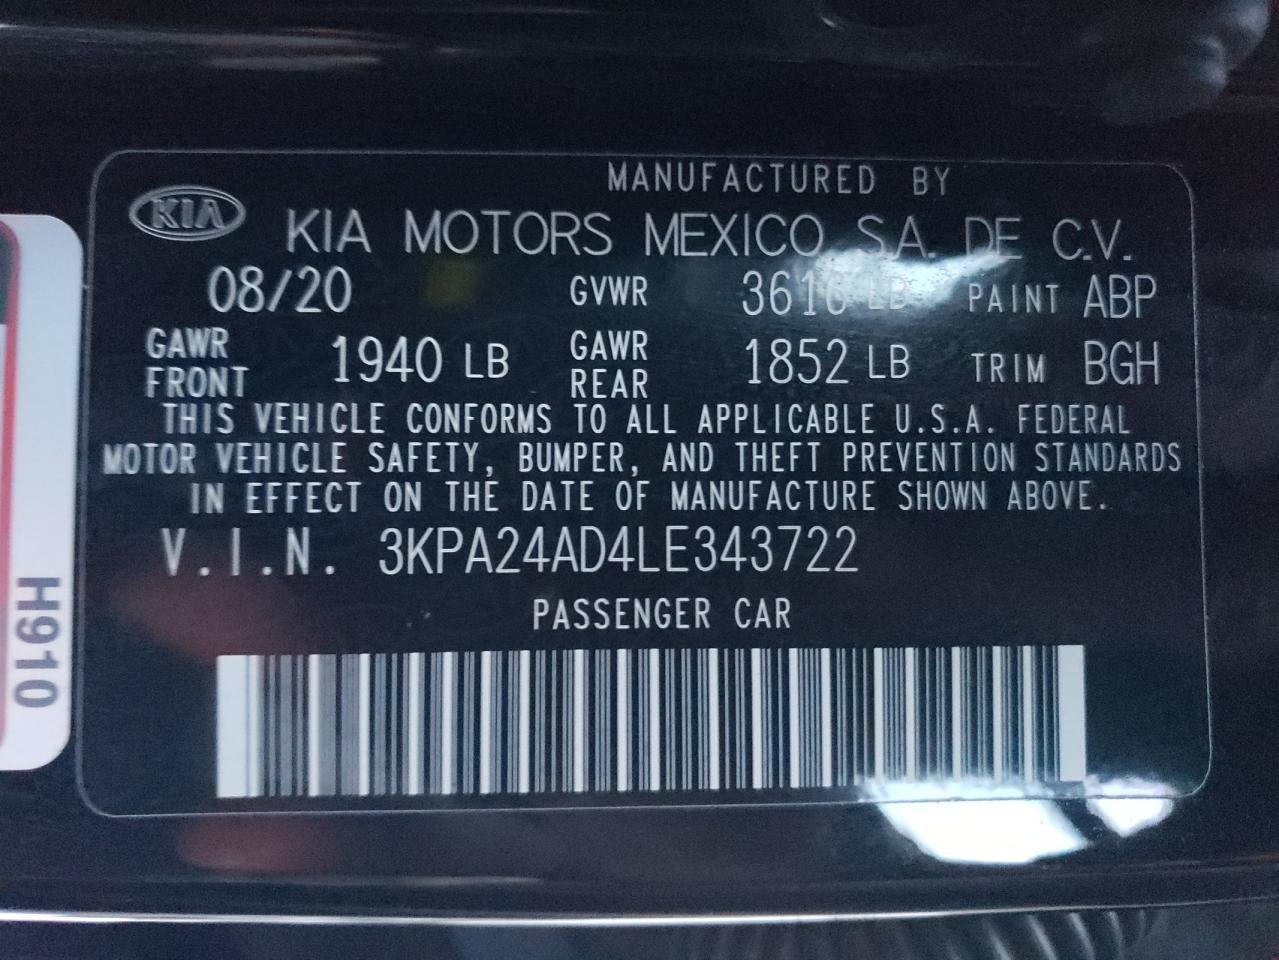 MANUFACTURED BY
KIA
KIA MOTORS MEXICO S.A. DE C.V.
08/20 GVWR 3616 LB PAINT ABP
GAWR FRONT 1940 LB GAWR REAR 1852 LB TRIM BGH
THIS VEHICLE CONFORMS TO ALL APPLICABLE U.S.A. FEDERAL
MOTOR VEHICLE SAFETY, BUMPER, AND THEFT PREVENTION STANDARDS
IN EFFECT ON THE DATE OF MANUFACTURE SHOWN ABOVE.
V.I.N. 3KPA24AD4LE343722
PASSENGER CAR
H910